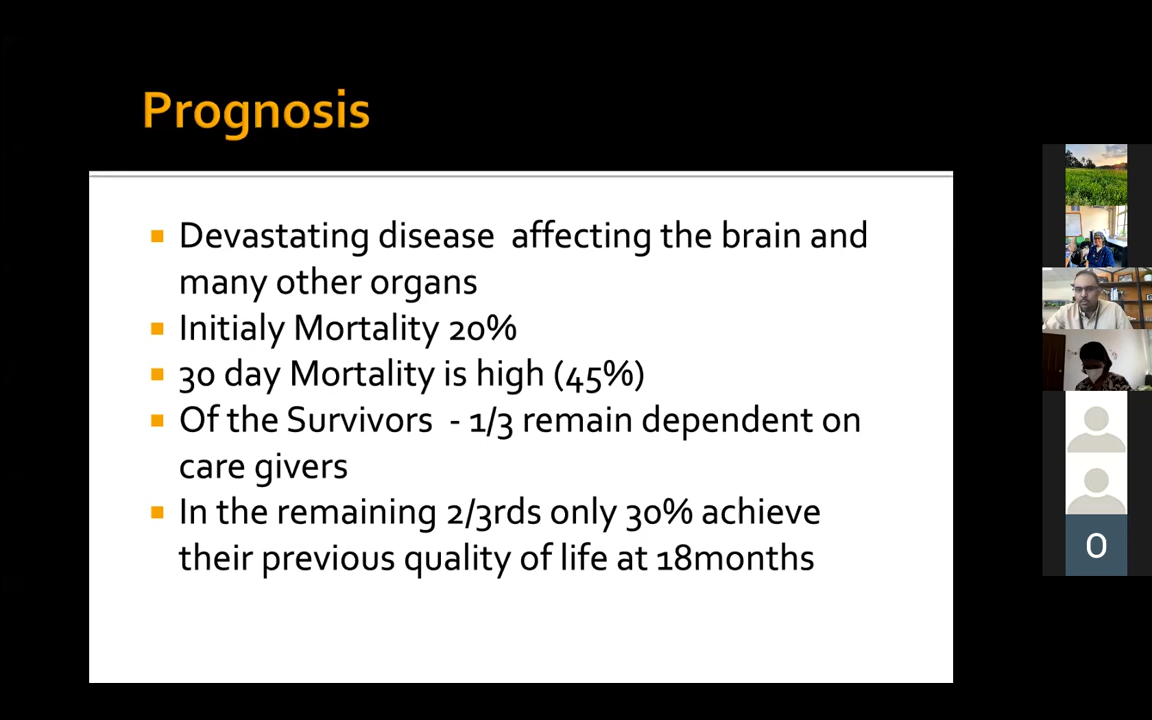 Prognosis
Devastating disease affecting the brain and
many other organs
Initialy Mortality 20%
30 day Mortality is high (45%)
Of the Survivors - 1/3 remain dependent on
care givers
In the remaining 2/3rds only 30% achieve
their previous quality of life at 18months
O